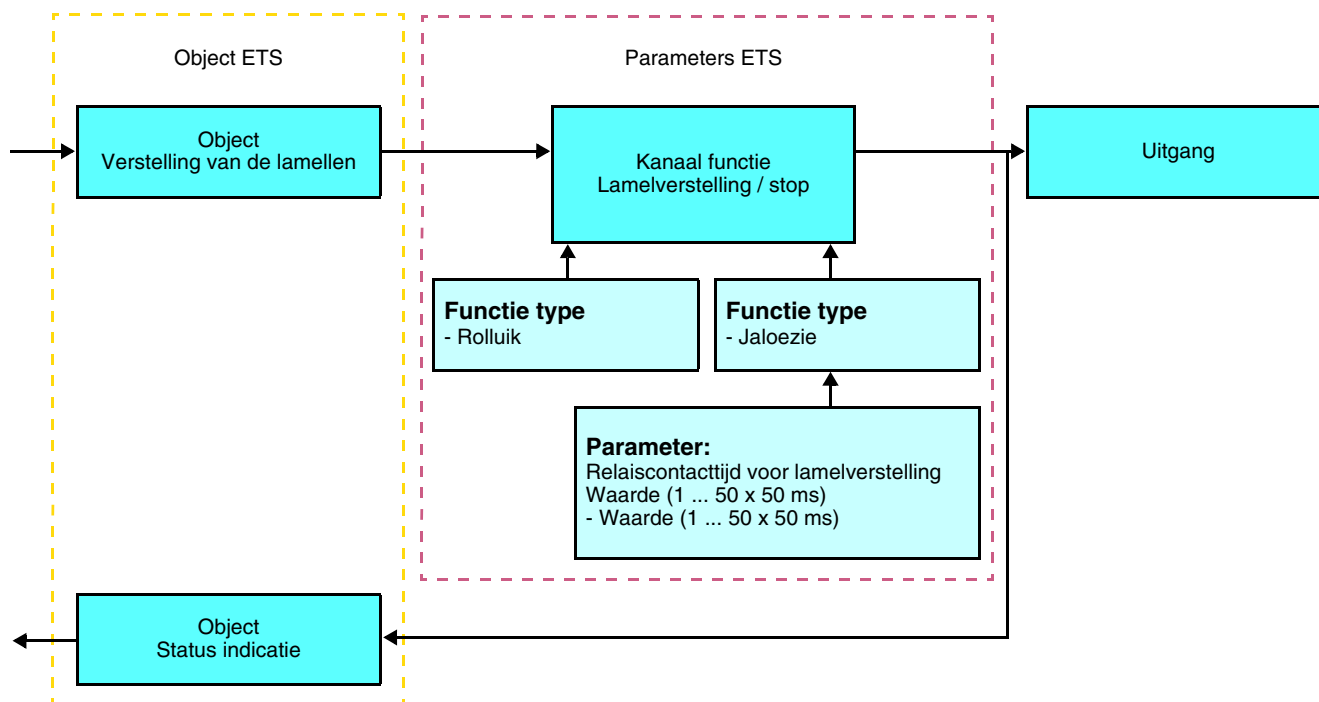 Object ETS
Parameters ETS
Object
Verstelling van de lamellen
Kanaal functie
Lamelverstelling / stop
Uitgang
Functie type
- Rolluik
Functie type
- Jaloezie
Parameter:
Relaiscontacttijd voor lamelverstelling
Waarde (1 ... 50 x 50 ms)
- Waarde (1 ... 50 x 50 ms)
Object
Status indicatie